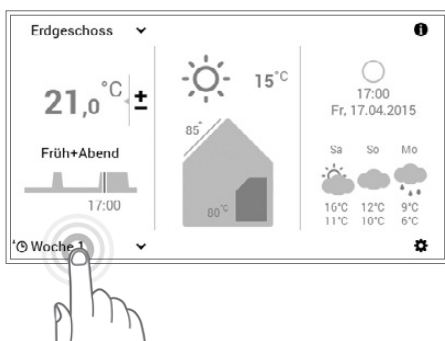 Erdgeschoss
21,0 °C ±
Früh+Abend
17:00
15°C
85°
80°C
17:00
Fr, 17.04.2015
Sa So Mo
16°C 12°C 9°C
11°C 10°C 6°C
Woche 1